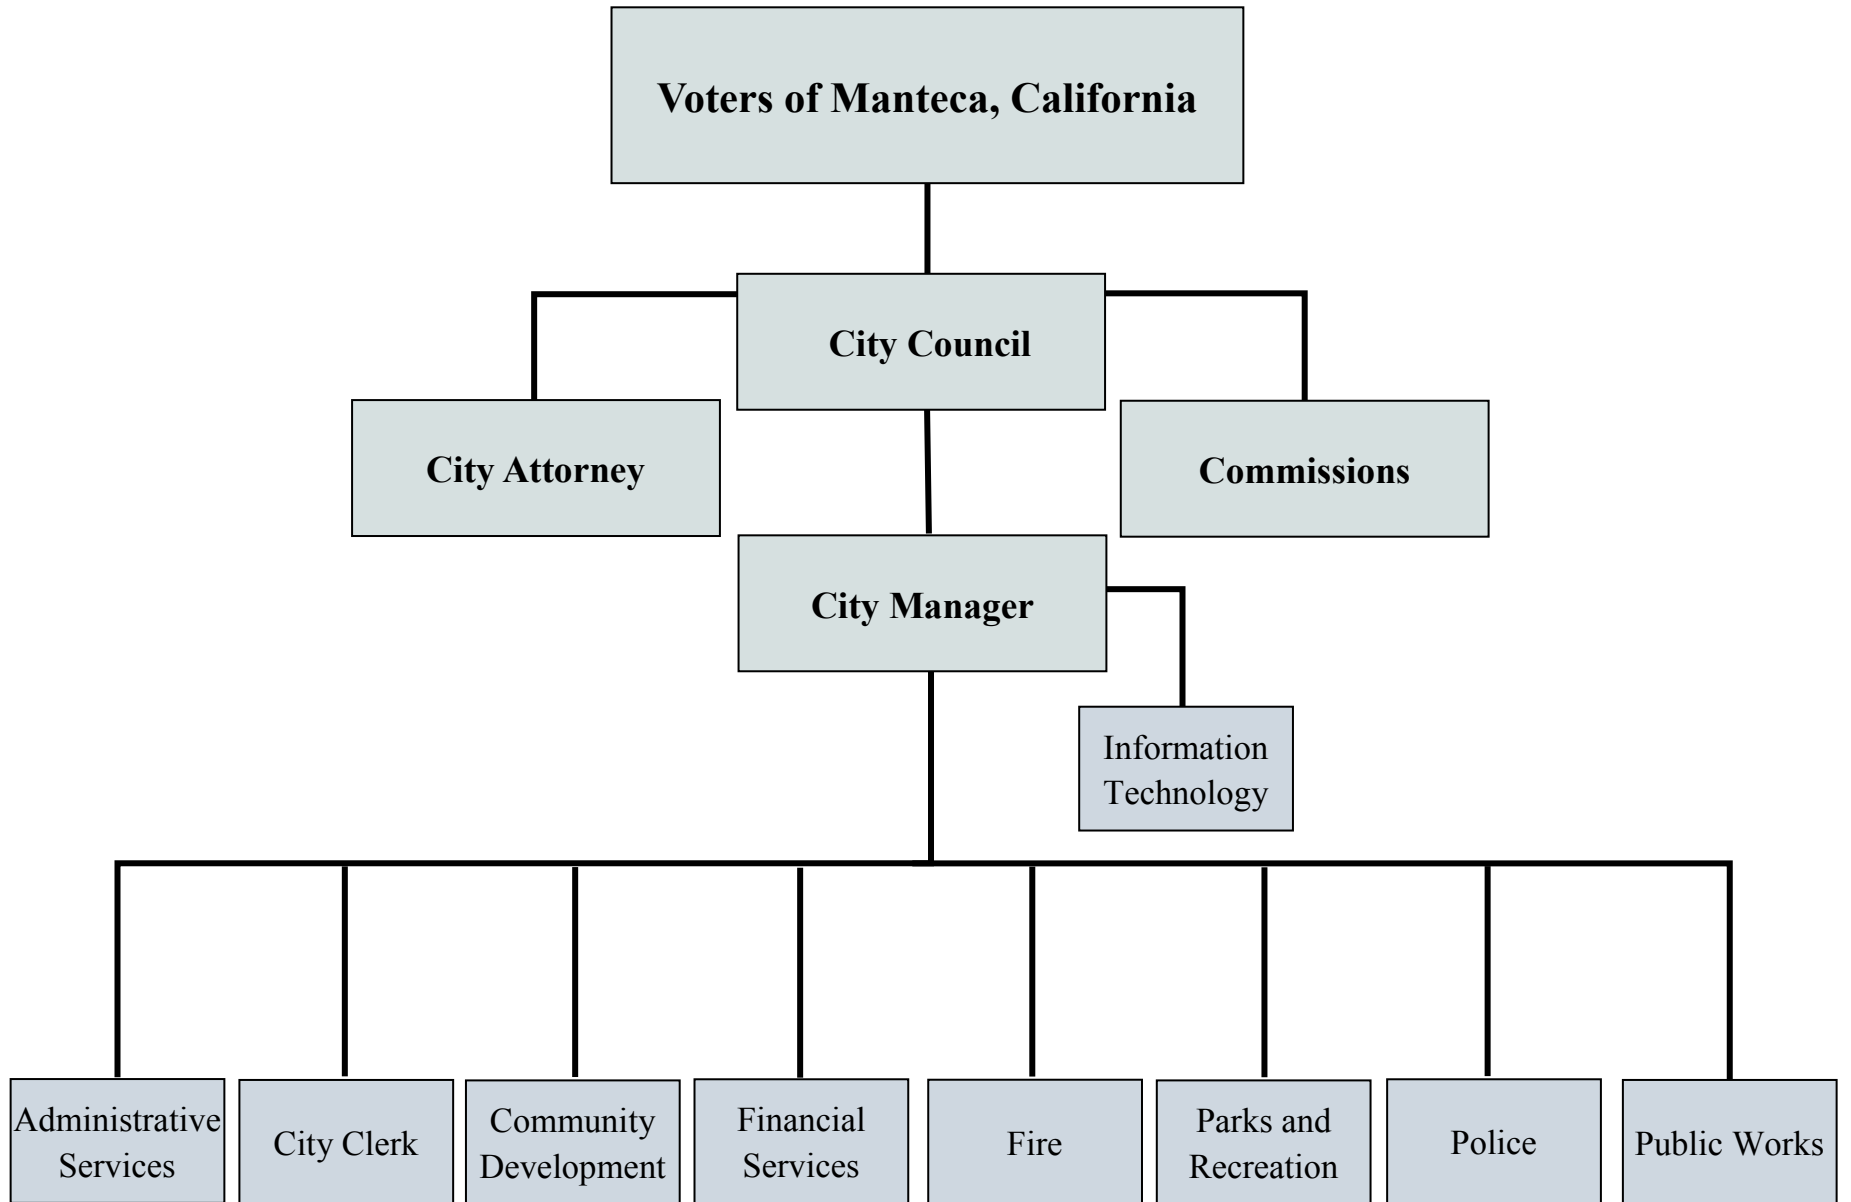 Voters of Manteca, California
City Council
City Attorney
Commissions
City Manager
Information
Technology
Administrative
Services
City Clerk
Community
Development
Financial
Services
Fire
Parks and
Recreation
Police
Public Works